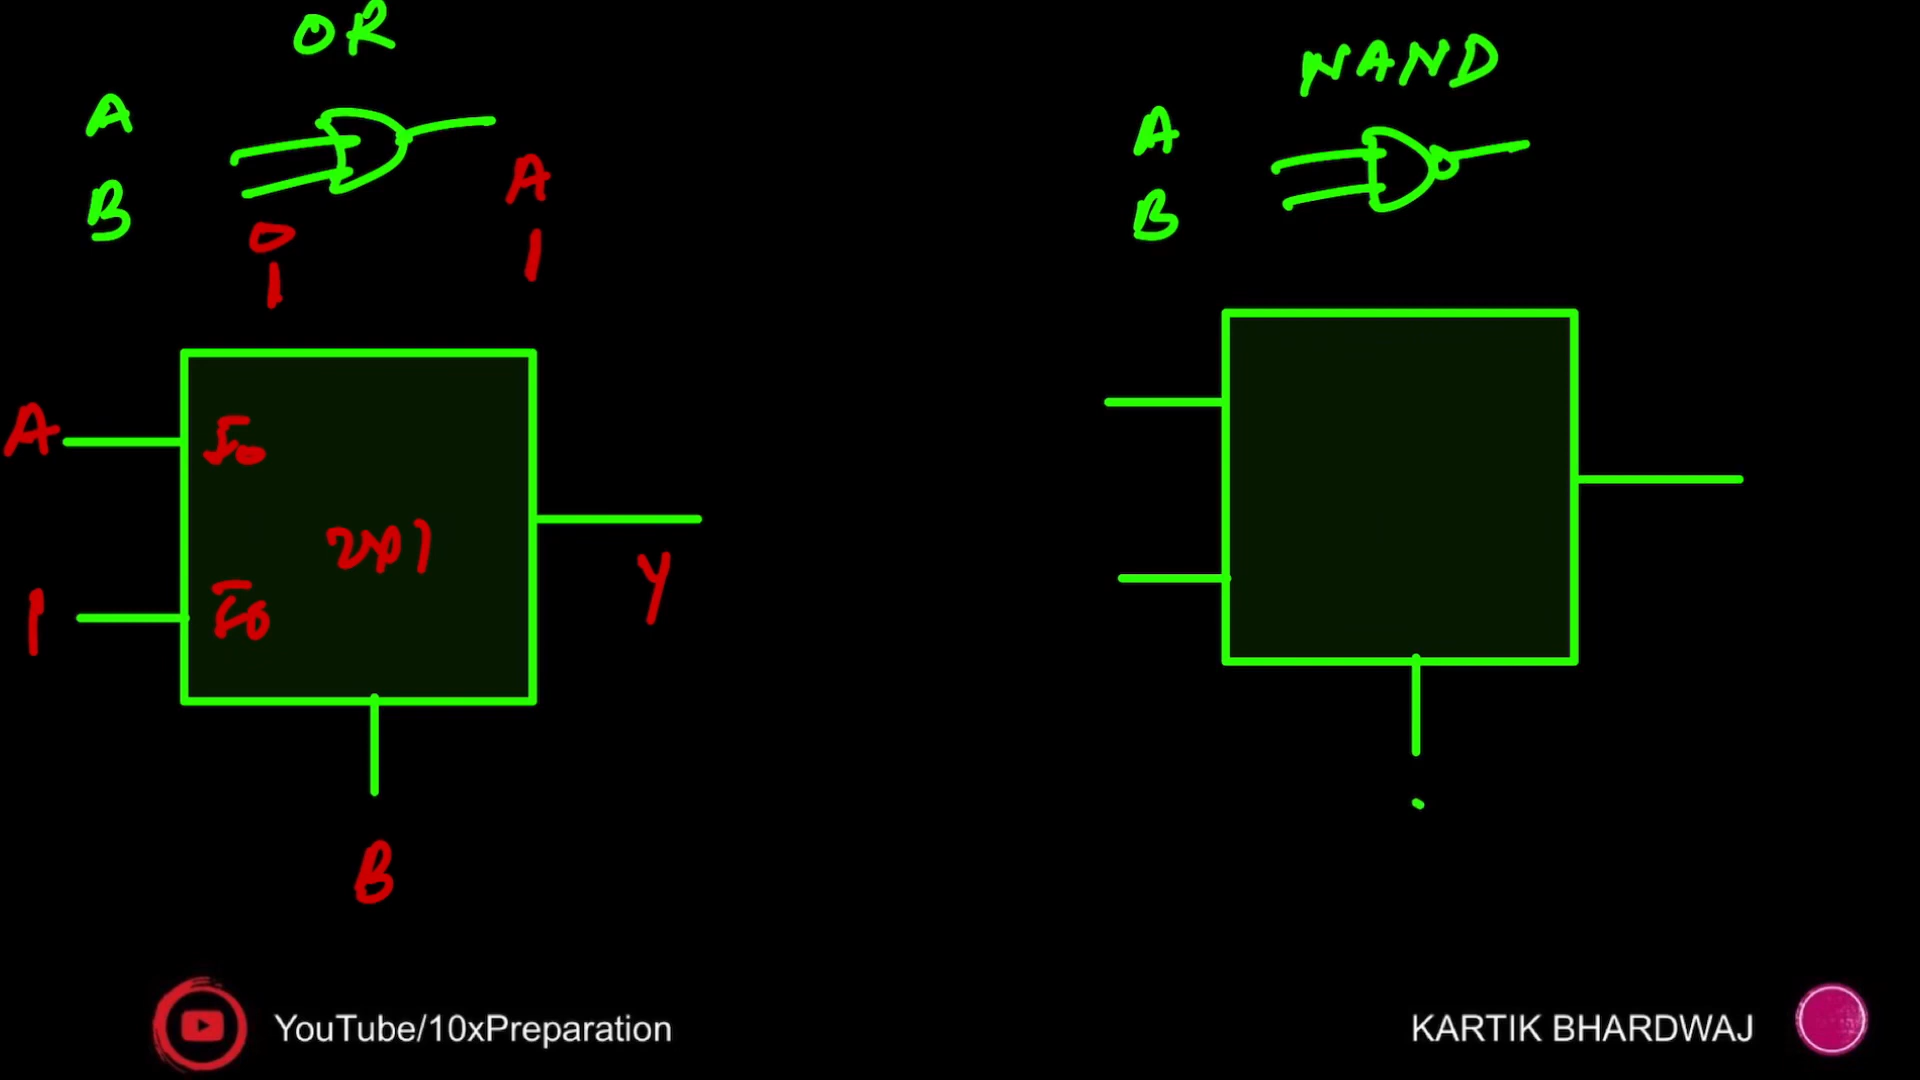 OR
A
B
A
0
1
1
A
I0
2x1
1
I0
Y
B
NAND
A
B
YouTube/10xPreparation
KARTIK BHARDWAJ